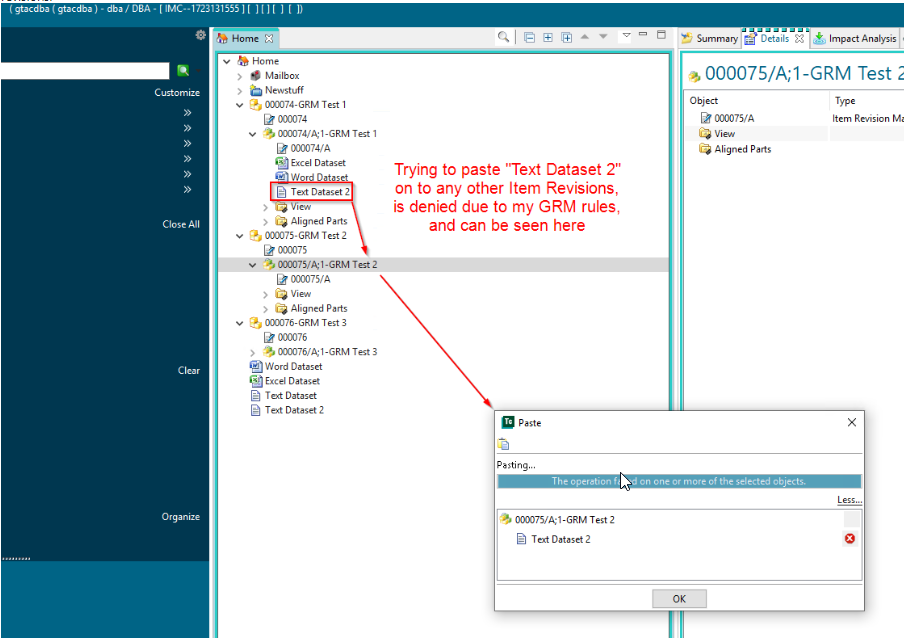 ( gtacdba ( gtacdba ) - dba / DBA - [ IMC--1723131555 ] [ ] [ ] [ ] [ ])
Customize
Close All
Clear
Organize
Home
Home
Mailbox
Newstuff
000074-GRM Test 1
000074
000074/A;1-GRM Test 1
000074/A
Excel Dataset
Word Dataset
Text Dataset 2
View
Aligned Parts
000075-GRM Test 2
000075
000075/A;1-GRM Test 2
000075/A
View
Aligned Parts
000076-GRM Test 3
000076
000076/A;1-GRM Test 3
Word Dataset
Excel Dataset
Text Dataset
Text Dataset 2
Trying to paste "Text Dataset 2"
on to any other Item Revisions,
is denied due to my GRM rules,
and can be seen here
Summary Details Impact Analysis
000075/A;1-GRM Test 2
Object Type
000075/A Item Revision Ma
View
Aligned Parts
Paste
Pasting...
The operation failed on one or more of the selected objects.
Less...
000075/A;1-GRM Test 2
Text Dataset 2
OK